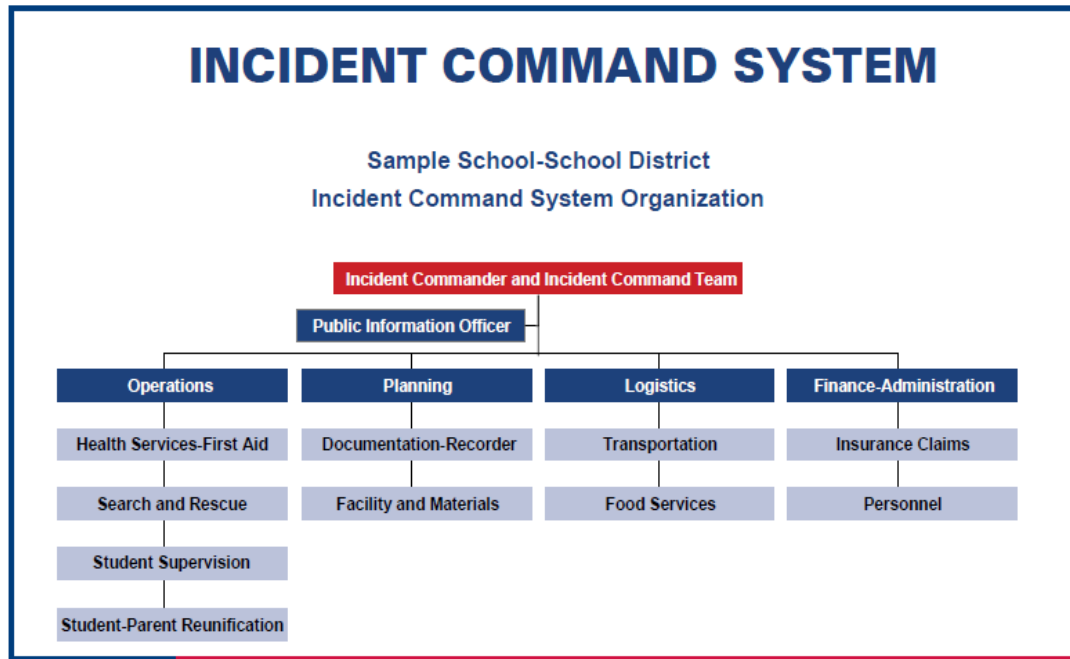 INCIDENT COMMAND SYSTEM
Sample School-School District
Incident Command System Organization
Incident Commander and Incident Command Team
Public Information Officer
Operations
Planning
Logistics
Finance-Administration
Health Services-First Aid
Documentation-Recorder
Transportation
Insurance Claims
Search and Rescue
Facility and Materials
Food Services
Personnel
Student Supervision
Student-Parent Reunification